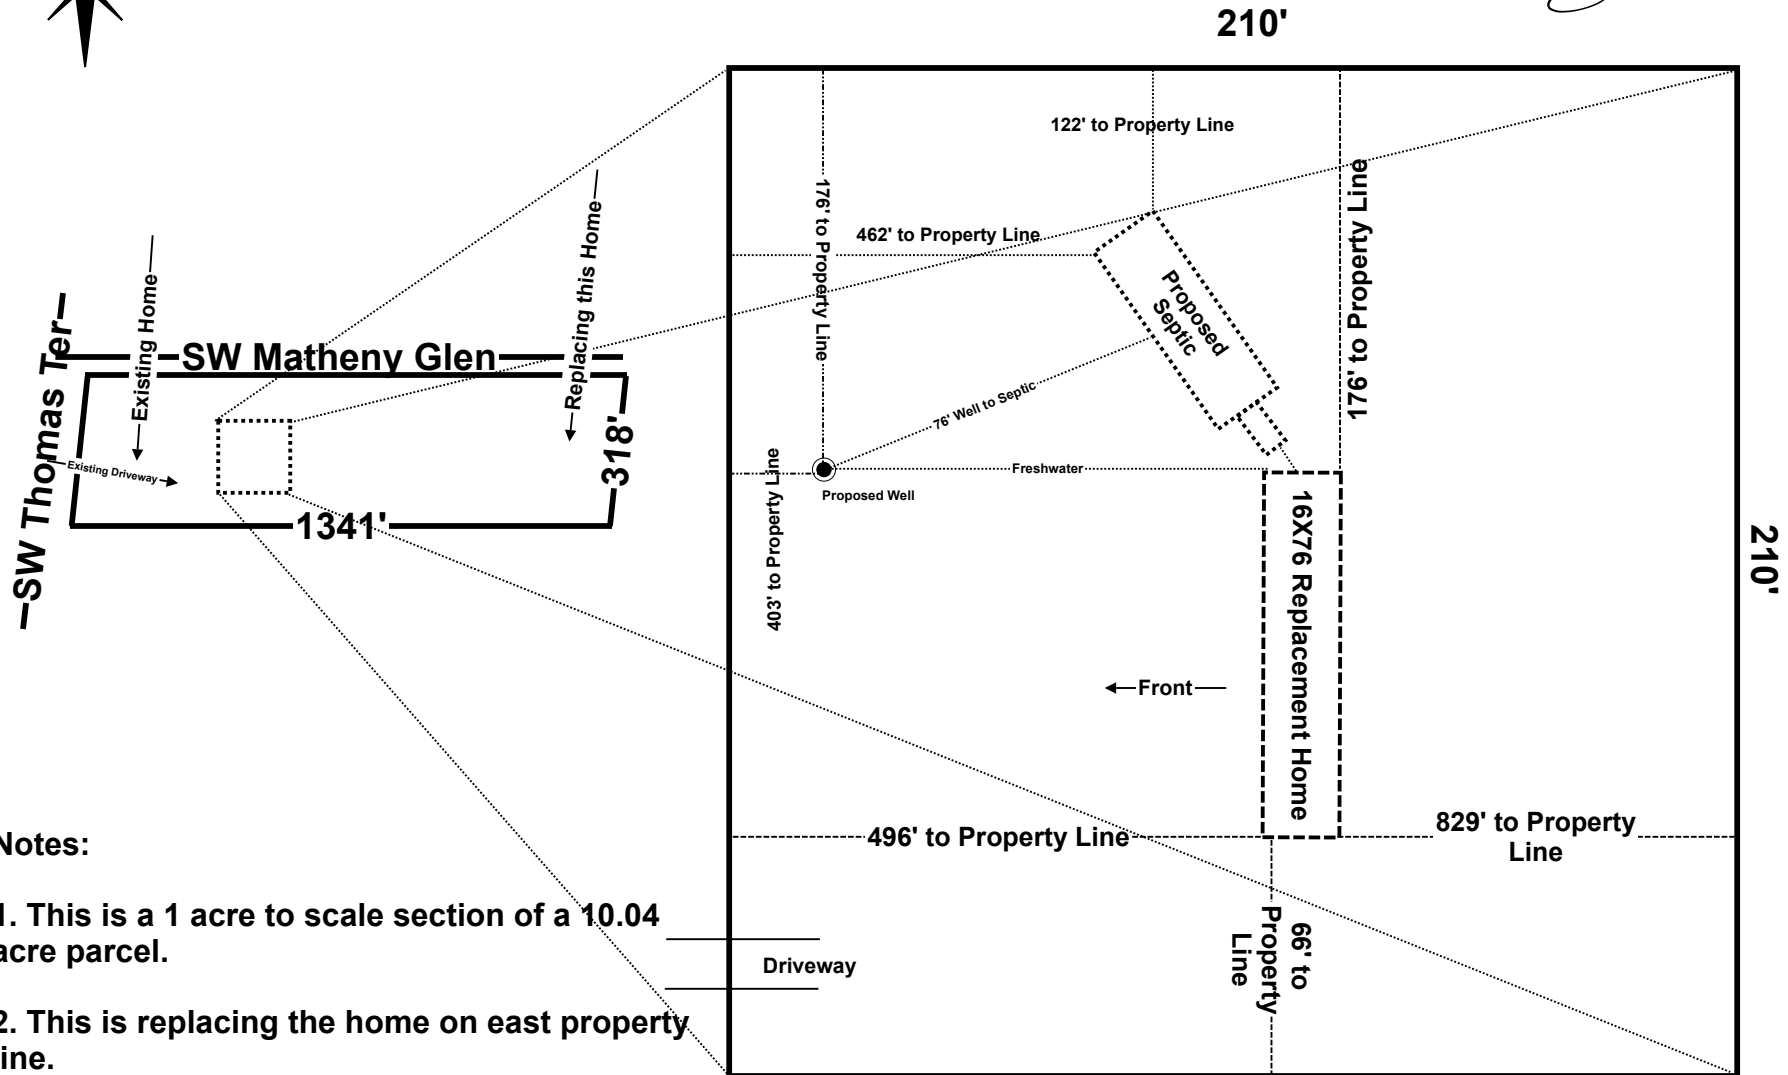 210'
122' to Property Line
176' to Property Line
462' to Property Line
176' to Property Line
Proposed
Septic
76' Well to Septic
Freshwater
Proposed Well
403' to Property Line
16X76 Replacement Home
210'
Front
496' to Property Line
829' to Property
Line
66' to
Property
Line
Driveway
Existing Home
Replacing this Home
SW Matheny Glen
SW Thomas Ter
Existing Driveway
318'
1341'
Notes:
1. This is a 1 acre to scale section of a 10.04
acre parcel.
2. This is replacing the home on east property
line.